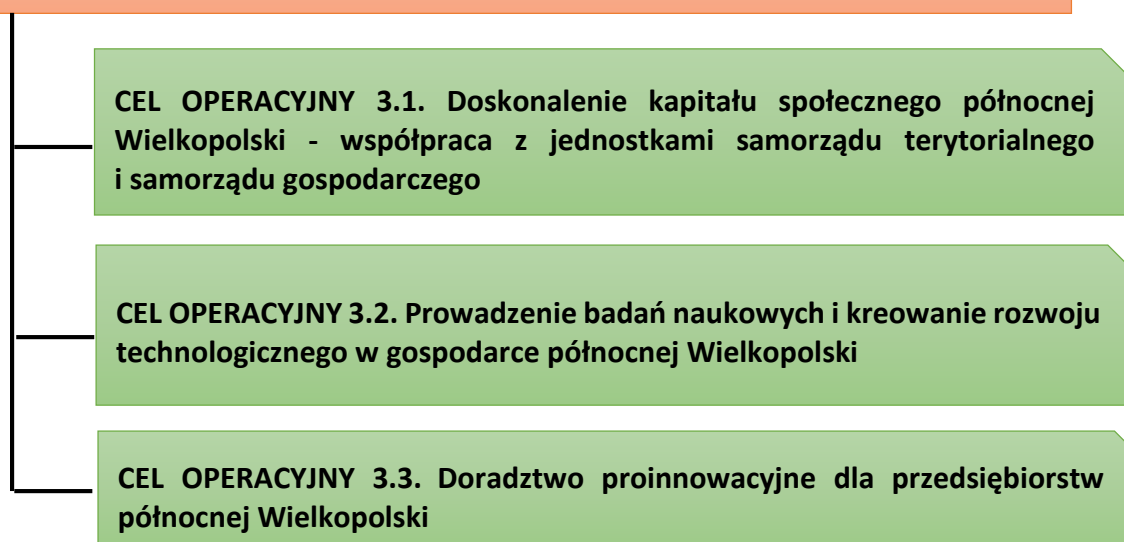 CEL OPERACYJNY 3.1. Doskonalenie kapitału społecznego północnej
Wielkopolski - współpraca z jednostkami samorządu terytorialnego
i samorządu gospodarczego
CEL OPERACYJNY 3.2. Prowadzenie badań naukowych i kreowanie rozwoju
technologicznego w gospodarce północnej Wielkopolski
CEL OPERACYJNY 3.3. Doradztwo proinnowacyjne dla przedsiębiorstw
północnej Wielkopolski